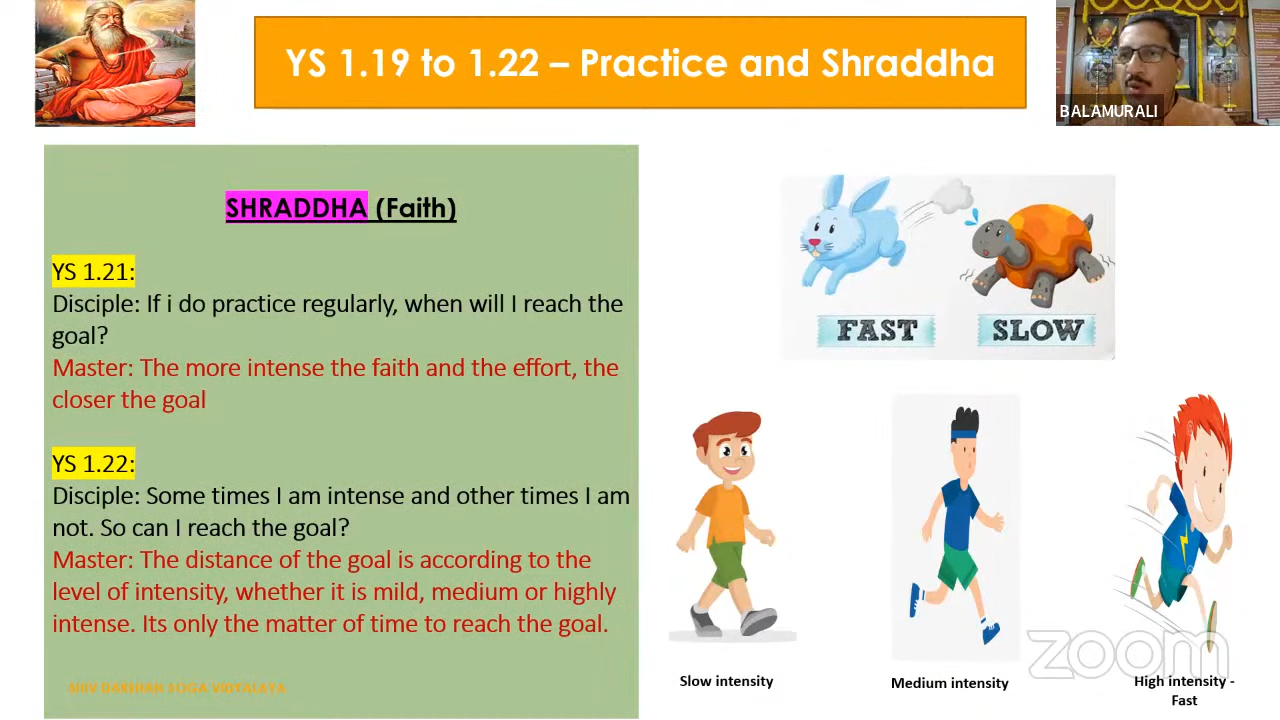 YS 1.19 to 1.22 – Practice and Shraddha
BALAMURALI
SHRADDHA (Faith)
YS 1.21:
Disciple: If i do practice regularly, when will I reach the
goal?
Master: The more intense the faith and the effort, the
closer the goal
YS 1.22:
Disciple: Some times I am intense and other times I am
not. So can I reach the goal?
Master: The distance of the goal is according to the
level of intensity, whether it is mild, medium or highly
intense. Its only the matter of time to reach the goal.
FAST
SLOW
Slow intensity
Medium intensity
High intensity -
Fast
zoom